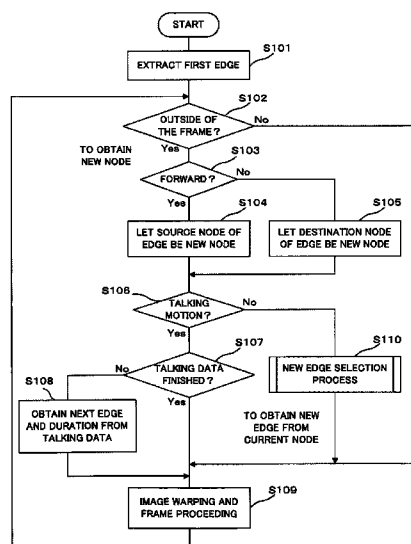 START
S101
EXTRACT FIRST EDGE
S102
OUTSIDE OF
THE FRAME?
No
Yes
TO OBTAIN
NEW NODE
S103
FORWARD?
No
Yes
S104
LET SOURCE NODE OF
EDGE BE NEW NODE
S105
LET DESTINATION NODE
OF EDGE BE NEW NODE
S106
TALKING
MOTION?
No
Yes
S107
TALKING DATA
FINISHED?
No
Yes
S108
OBTAIN NEXT EDGE
AND DURATION FROM
TALKING DATA
S110
NEW EDGE SELECTION
PROCESS
TO OBTAIN NEW
EDGE FROM
CURRENT NODE
S109
IMAGE WARPING AND
FRAME PROCEEDING